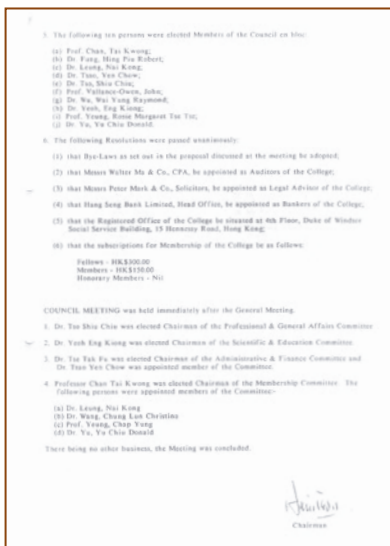 5. The following ten persons were elected Members of the Council en bloc:
(a) Prof. Chan, Tai Kwong;
(b) Dr. Fung, Hing Piu Robert;
(c) Dr. Leung, Nai Kong;
(d) Dr. Tsao, Yen Chow;
(e) Dr. Tso, Shiu Chiu;
(f) Prof. Vallance-Owen, John;
(g) Dr. Wu, Wai Yung Raymond;
(h) Dr. Yeoh, Eng Kiong;
(i) Prof. Young, Rosie Margaret Tse Tse;
(j) Dr. Yu, Yu Chiu Donald.
6. The following Resolutions were passed unanimously:
(1) that Bye-Laws as set out in the proposal discussed at the meeting be adopted;
(2) that Messrs Walter Ma & Co, CPA, be appointed as Auditors of the College;
(3) that Messrs Peter Mark & Co, Solicitors, be appointed as Legal Advisor of the College;
(4) that Hang Seng Bank Limited, Head Office, be appointed as Bankers of the College;
(5) that the Registered Office of the College be situated at 4th Floor, Duke of Windsor
Social Service Building, 15 Hennessy Road, Hong Kong;
(6) that the subscriptions for Membership of the College be as follows:
Fellows - HK$300.00
Members - HK$150.00
Honorary Members - Nil
COUNCIL MEETING was held immediately after the General Meeting.
1. Dr. Tso Shiu Chiu was elected Chairman of the Professional & General Affairs Committee
2. Dr. Yeoh Eng Kiong was elected Chairman of the Scientific & Education Committee.
3. Dr. Tse Tak Fu was elected Chairman of the Administrative & Finance Committee and
Dr. Tsao Yen Chow was appointed member of the Committee.
4. Professor Chan Tai Kwong was elected Chairman of the Membership Committee. The
following persons were appointed members of the Committee:-
(a) Dr. Leung, Nai Kong
(b) Dr. Wang, Chung Lun Christina
(c) Prof. Yeung, Chap Yung
(d) Dr. Yu, Yu Chiu Donald
There being no other business, the Meeting was concluded.
Chairman